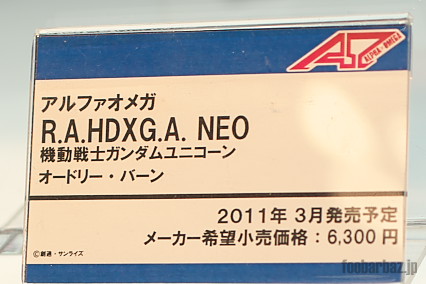 ALPHA·OMEGA
アルファオメガ
R.A.HDXG.A. NEO
機動戦士ガンダムユニコーン
オードリー・バーン
2011年 3月発売予定
メーカー希望小売価格：6,300円
©創通・サンライズ
foobarbaz.jp